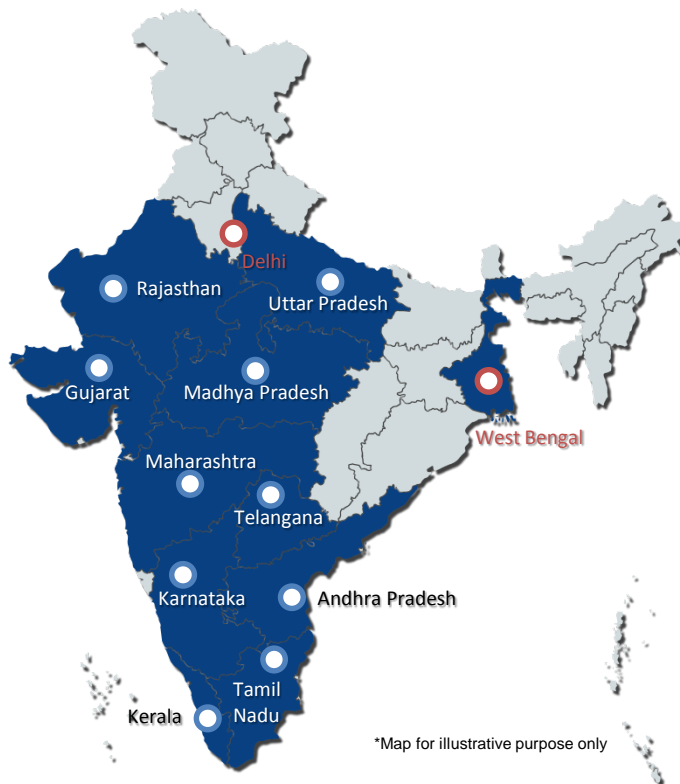 Delhi
Rajasthan
Uttar Pradesh
Gujarat
Madhya Pradesh
West Bengal
Maharashtra
Telangana
Karnataka
Andhra Pradesh
Tamil
Nadu
Kerala
*Map for illustrative purpose only